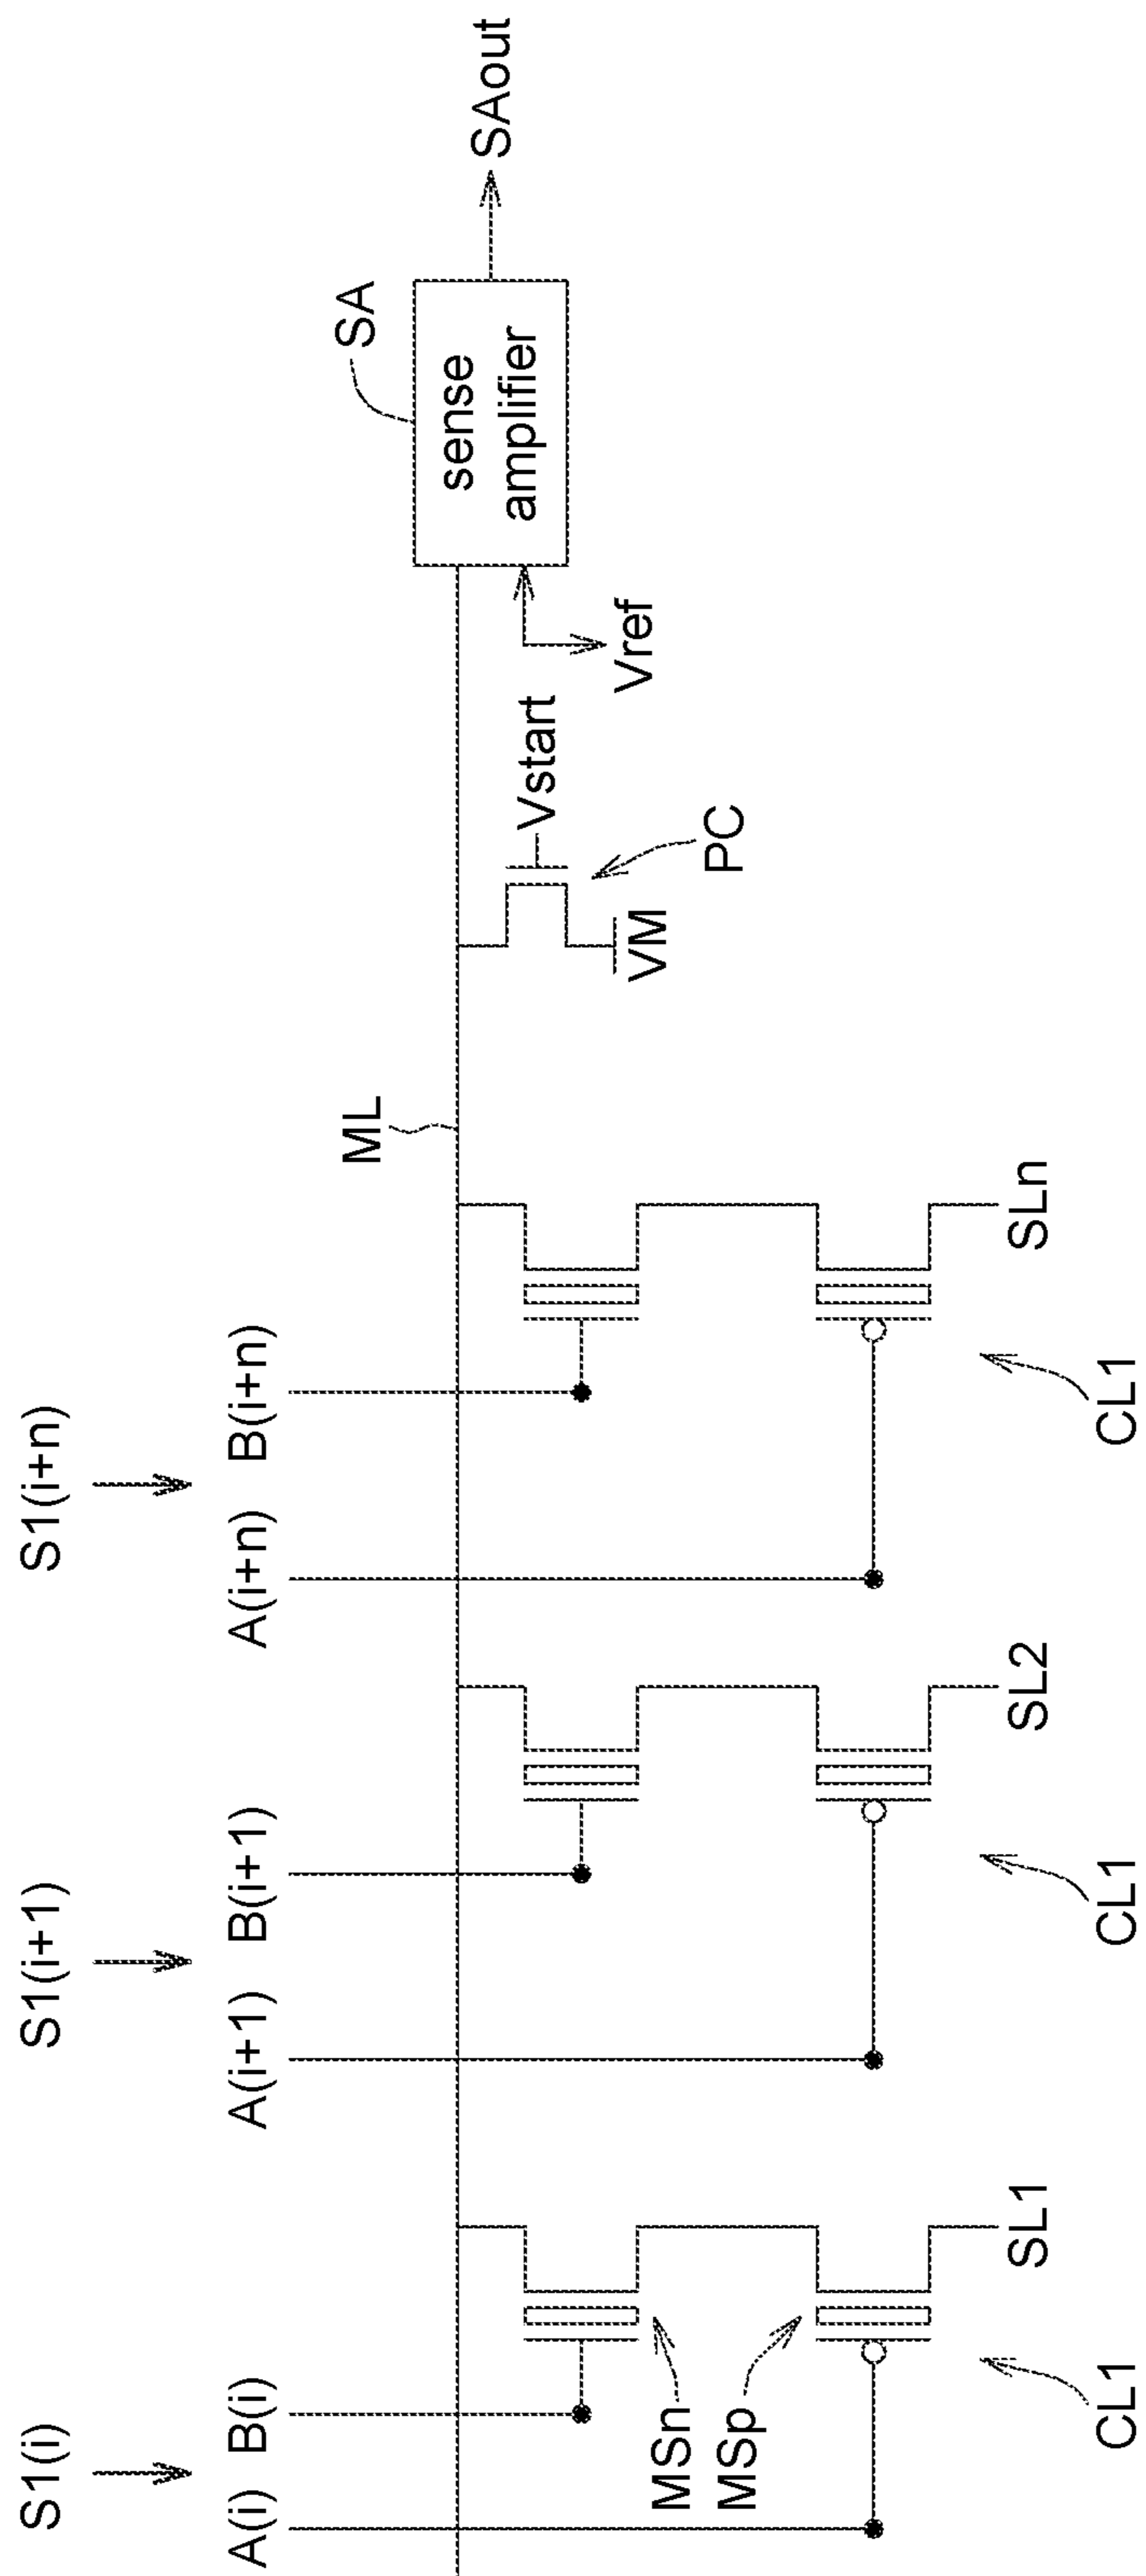 S1(i)
S1(i+1)
S1(i+n)
A(i) B(i)
A(i+1) B(i+1)
A(i+n) B(i+n)
ML
SA
sense
amplifier
SAout
Vstart
Vref
PC
VM
MSn
MSp
SL1
SL2
SLn
CL1
CL1
CL1